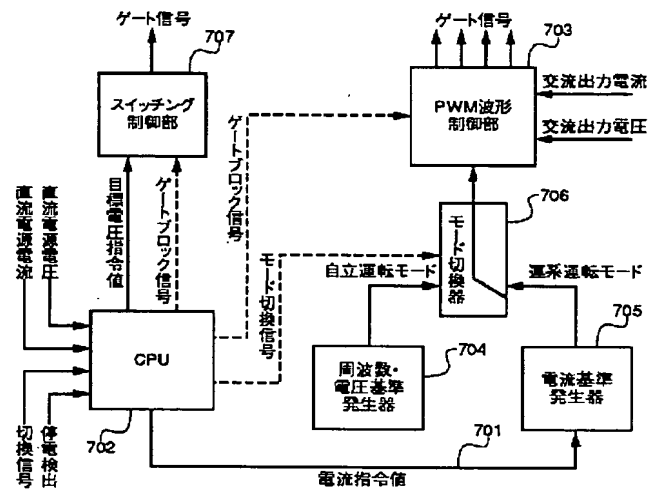 ゲート信号
707
スイッチング
制御部
ゲート信号
703
PWM波形
制御部
交流出力電流
交流出力電圧
直流電源電流
直流電源電圧
目標電圧指令値
ゲートブロック信号
ゲートブロック信号
モード切換信号
706
モード切換器
自立運転モード
連系運転モード
CPU
702
切換信号
停電検出
周波数・
電圧基準
発生器
704
705
電流基準
発生器
701
電流指令値